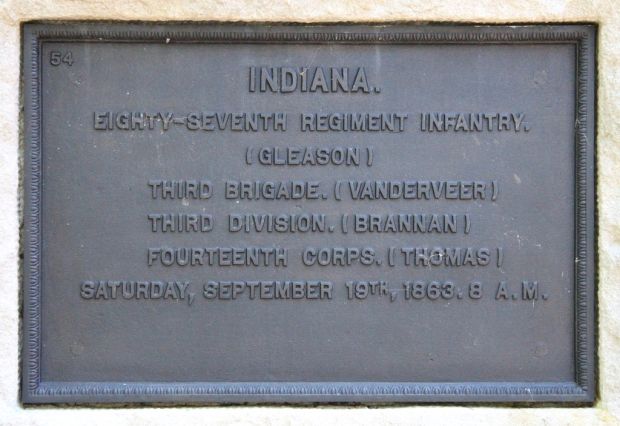 54
INDIANA.
EIGHTY-SEVENTH REGIMENT INFANTRY.
(GLEASON)
THIRD BRIGADE. (VANDERVEER)
THIRD DIVISION. (BRANNAN)
FOURTEENTH CORPS. (THOMAS)
SATURDAY, SEPTEMBER 19TH, 1863. 8 A.M.